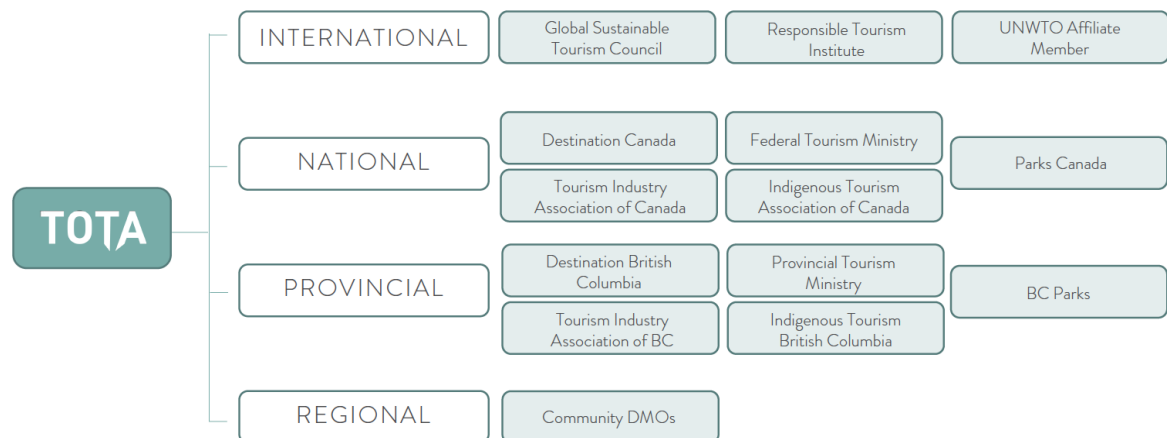 INTERNATIONAL
Global Sustainable
Tourism Council
Responsible Tourism
Institute
UNWTO Affiliate
Member
NATIONAL
Destination Canada
Federal Tourism Ministry
Parks Canada
Tourism Industry
Association of Canada
Indigenous Tourism
Association of Canada
TOTA
PROVINCIAL
Destination British
Columbia
Provincial Tourism
Ministry
BC Parks
Tourism Industry
Association of BC
Indigenous Tourism
British Columbia
REGIONAL
Community DMOs